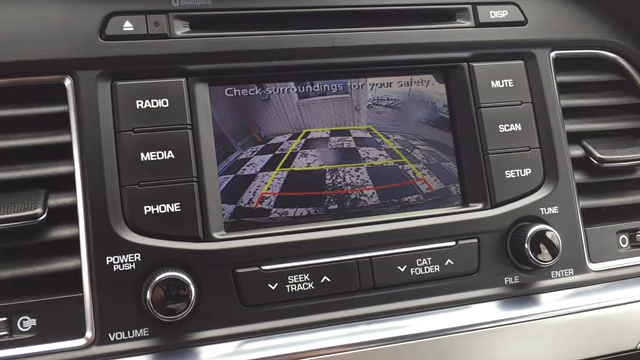 Bluetooth
DISP
Check surroundings for your safety.
RADIO
MEDIA
PHONE
MUTE
SCAN
SETUP
POWER
PUSH
VOLUME
SEEK
TRACK
CAT
FOLDER
TUNE
FILE
ENTER